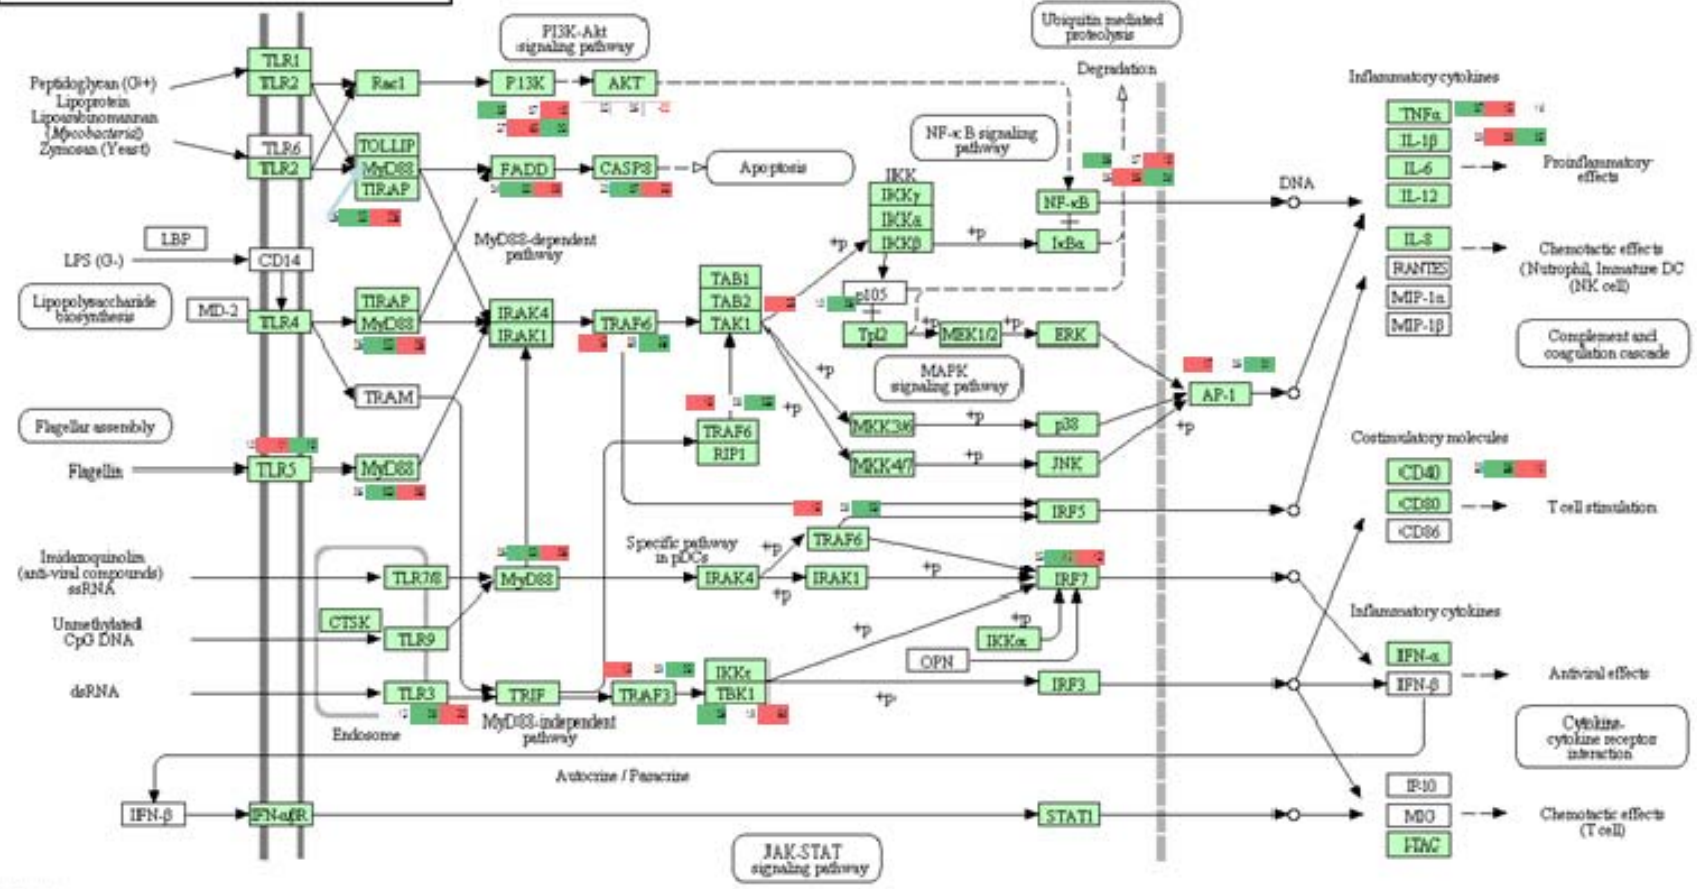 PI3K-Akt
signaling pathway
Ubiquitin mediated
proteolysis
Degradation
Inflammatory cytokines
TLR1
Peptidoglycan (G+)
TLR2
Rac1
P13K
AKT
Lipoprotein
Lipoarabinomannan
(Mycobacteria)
Zymosan (Yeast)
TLR6
TLR2
TOLLIP
MyD88
TIRAP
FADD
CASP8
Apoptosis
NF-κ B signaling
pathway
IKK
IKKγ
IKKα
IKKβ
NF-κB
IκBα
DNA
TNFα
IL-1β
IL-6
IL-12
Proinflammatory
effects
LBP
LPS (G-)
CD14
MyD88-dependent
pathway
+p
+p
IL-8
RANTES
MIP-1α
MIP-1β
Chemotactic effects
(Nutrophil, Immature DC
(NK cell)
Lipopolysaccharide
biosynthesis
MD-2
TLR4
TIRAP
MyD88
IRAK4
IRAK1
TRAF6
TAB1
TAB2
TAK1
p105
Tpl2
+p
MEK1/2
+p
ERK
Complement and
coagulation cascade
MAPK
signaling pathway
TRAM
+p
AP-1
Flagellar assembly
TRAF6
RIP1
+p
+p
MKK3/6
+p
p38
+p
Costimulatory molecules
Flagellin
TLR5
MyD88
MKK4/7
+p
JNK
CD40
CD80
CD86
T cell stimulation
IRF5
Specific pathway
in pDCs
+p
TRAF6
Imidazoquinolin
(anti-viral compounds)
ssRNA
TLR7/8
MyD88
IRAK4
+p
IRAK1
+p
IRF7
Unmethylated
CpG DNA
CTSK
TLR9
+p
IKKα
+p
OPN
Inflammatory cytokines
IFN-α
IFN-β
Antiviral effects
dsRNA
TLR3
TRIF
TRAF3
IKKε
TBK1
+p
IRF3
Endosome
MyD88-independent
pathway
Cytokine-
cytokine receptor
interaction
Autocrine / Paracrine
IFN-β
IFN-αβR
STAT1
IP-10
MIG
I-TAC
Chemotactic effects
(T cell)
JAK-STAT
signaling pathway